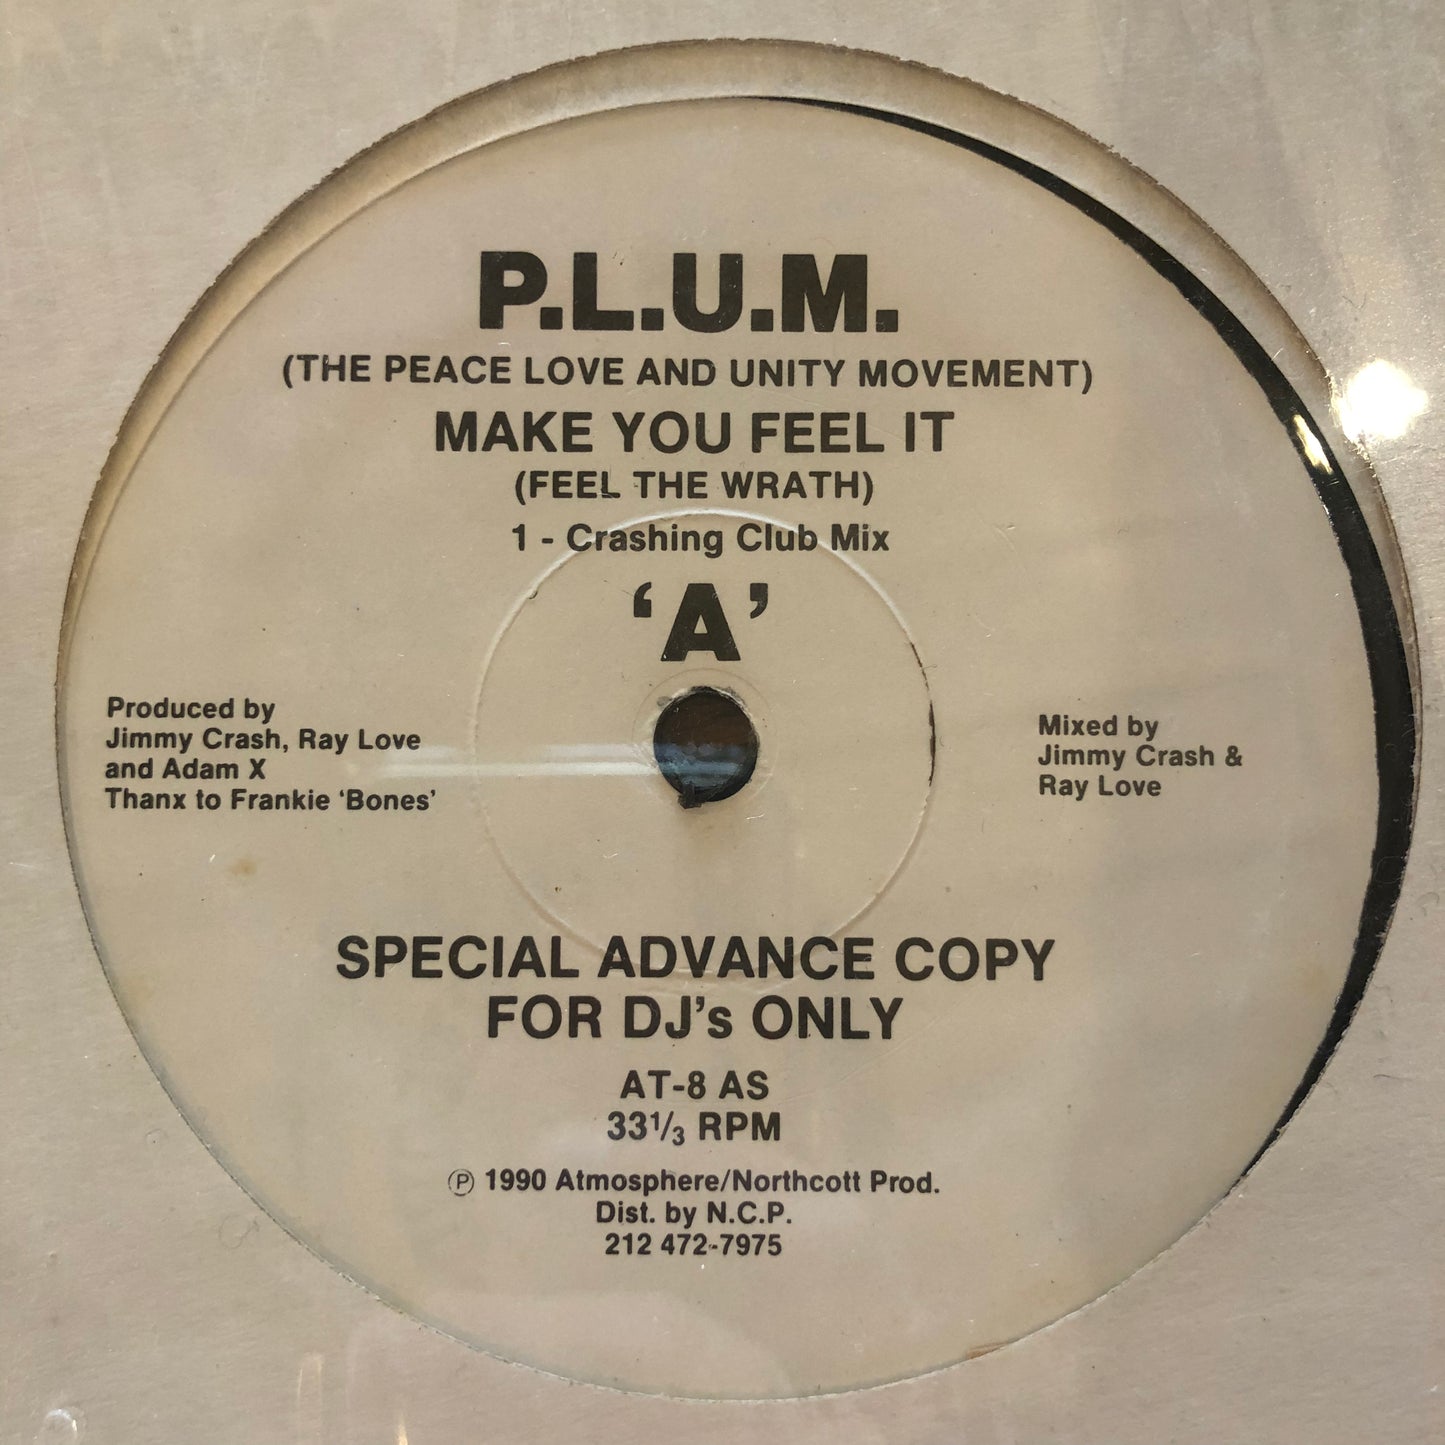 P.L.U.M.
(THE PEACE LOVE AND UNITY MOVEMENT)
MAKE YOU FEEL IT
(FEEL THE WRATH)
1 - Crashing Club Mix
‘A’
Produced by
Jimmy Crash, Ray Love
and Adam X
Thanx to Frankie ‘Bones’
Mixed by
Jimmy Crash &
Ray Love
SPECIAL ADVANCE COPY
FOR DJ’s ONLY
AT-8 AS
33 1/3 RPM
℗ 1990 Atmosphere/Northcott Prod.
Dist. by N.C.P.
212 472-7975